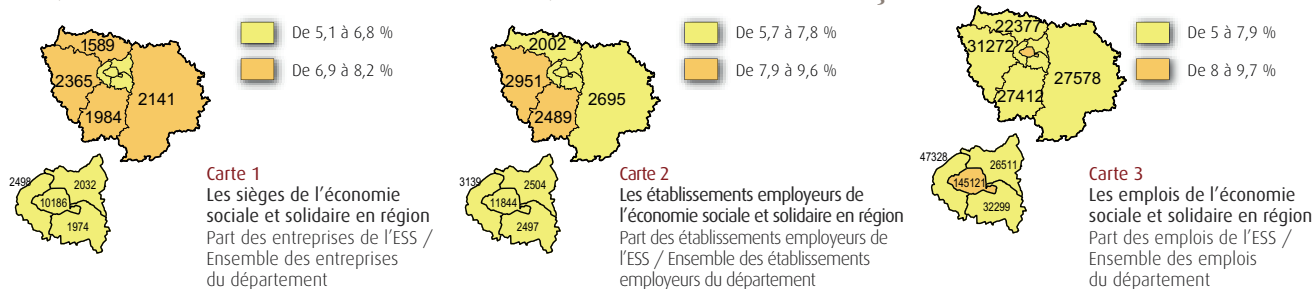 De 5,1 à 6,8 %
De 6,9 à 8,2 %
1589
2365
2141
1984
2498
2032
10186
1974
Carte 1
Les sièges de l'économie
sociale et solidaire en région
Part des entreprises de l'ESS /
Ensemble des entreprises
du département
De 5,7 à 7,8 %
De 7,9 à 9,6 %
2002
2951
2695
2489
3139
2504
11844
2497
Carte 2
Les établissements employeurs de
l'économie sociale et solidaire en région
Part des établissements employeurs de
l'ESS / Ensemble des établissements
employeurs du département
De 5 à 7,9 %
De 8 à 9,7 %
22377
31272
27578
27412
47328
26511
145121
32299
Carte 3
Les emplois de l'économie
sociale et solidaire en région
Part des emplois de l'ESS /
Ensemble des emplois
du département